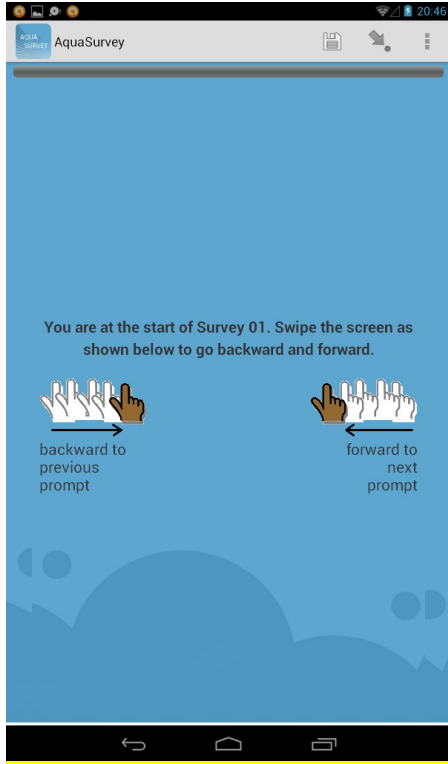 20:46
AQUA
SURVEY
AquaSurvey
You are at the start of Survey 01. Swipe the screen as
shown below to go backward and forward.
backward to
previous
prompt
forward to
next
prompt